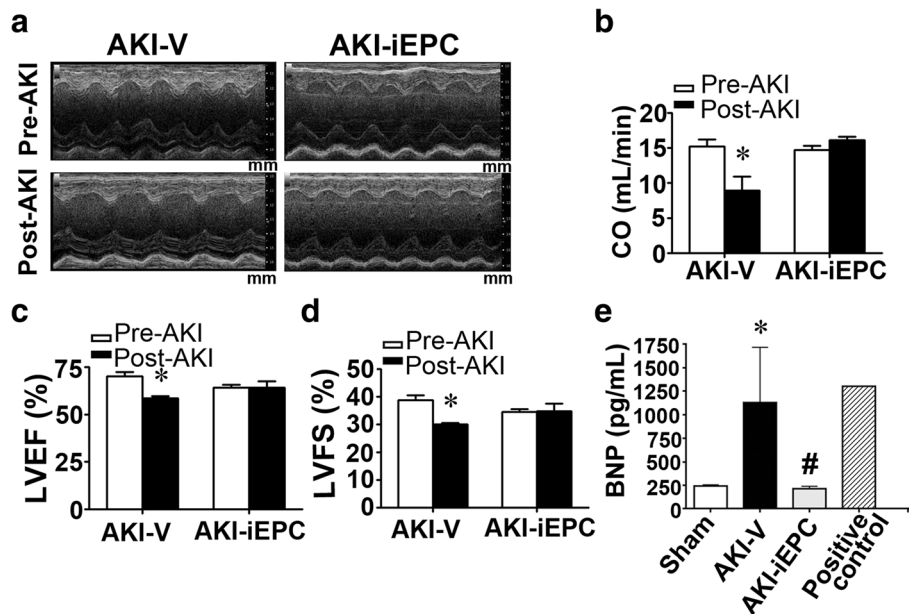 a
AKI-V
AKI-iEPC
Pre-AKI
mm
mm
Post-AKI
mm
mm
b
Pre-AKI
Post-AKI
CO (mL/min)
20
15
10
5
0
*
AKI-V
AKI-iEPC
c
Pre-AKI
Post-AKI
LVEF (%)
75
50
25
0
*
AKI-V
AKI-iEPC
d
Pre-AKI
Post-AKI
LVFS (%)
40
30
20
10
0
*
AKI-V
AKI-iEPC
e
BNP (pg/mL)
1750
1500
1250
1000
750
500
250
0
*
#
Sham
AKI-V
AKI-iEPC
Positive
control